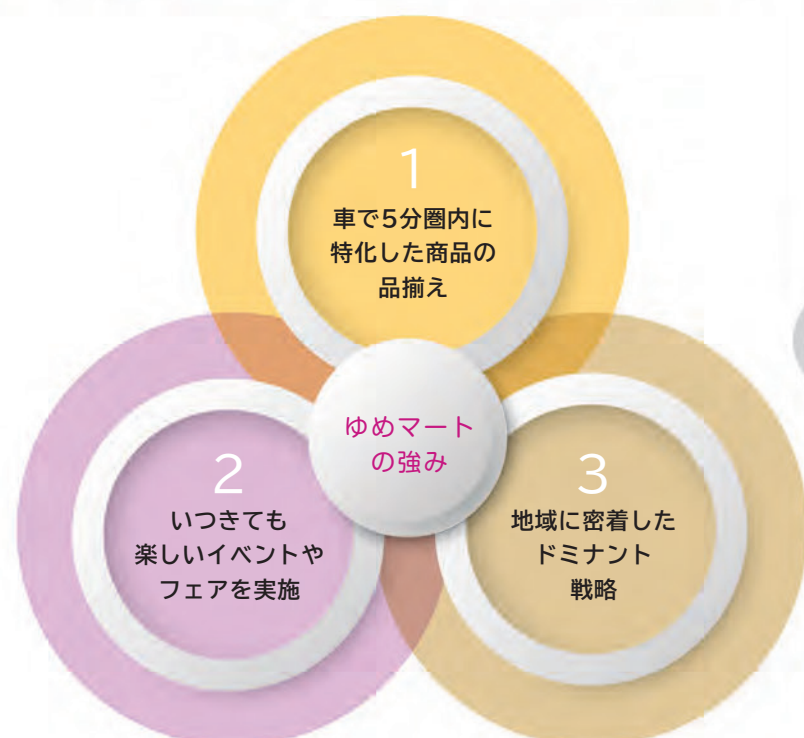 1
車で5分圏内に
特化した商品の
品揃え
ゆめマート
の強み
2
いつきても
楽しいイベントや
フェアを実施
3
地域に密着した
ドミナント
戦略